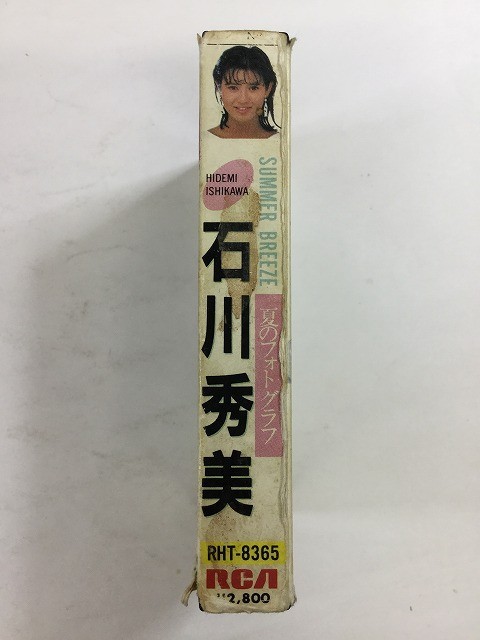 HIDEMI
ISHIKAWA
SUMMER BREEZE
石川秀美
夏のフォトグラフ
RHT-8365
RCA
¥2,800